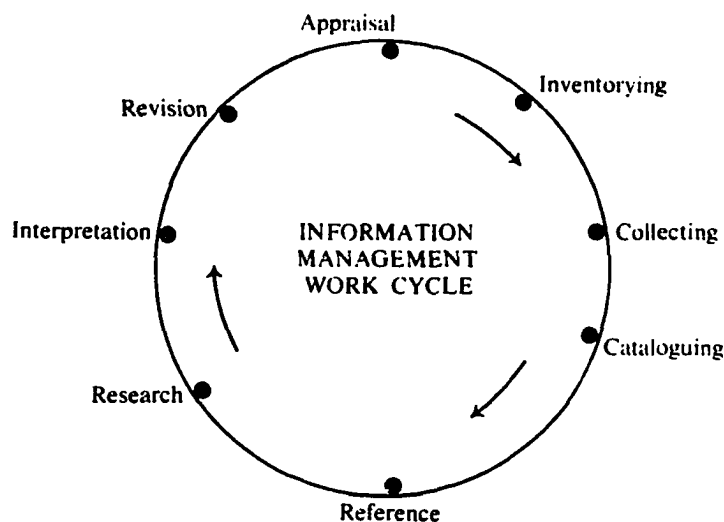 Appraisal
Inventorying
Collecting
Cataloguing
Reference
Research
Interpretation
Revision
INFORMATION
MANAGEMENT
WORK CYCLE